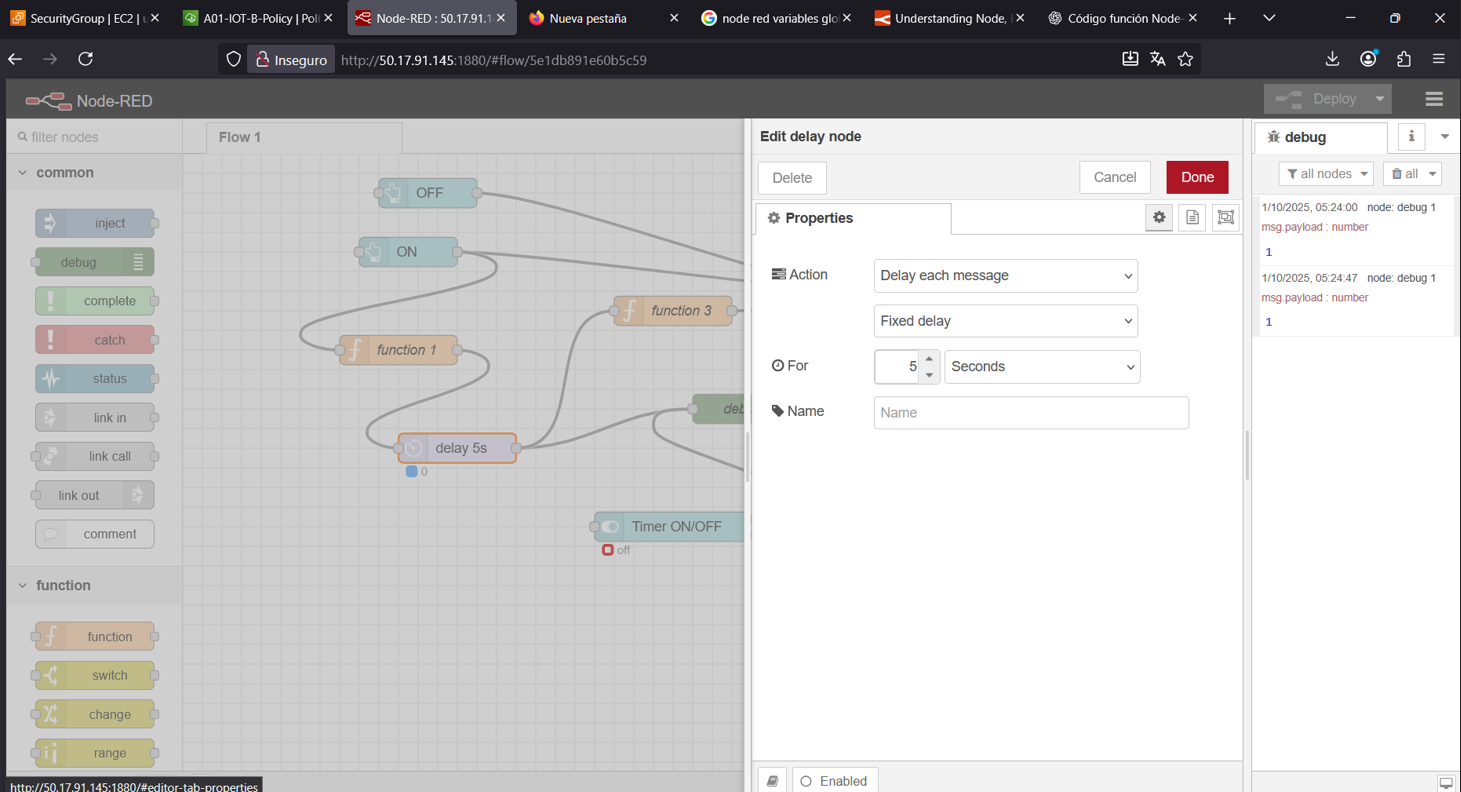 SecurityGroup | EC2 | u
A01-IOT-B-Policy | Poli
Node-RED : 50.17.91.1
Nueva pestaña
node red variables glo
Understanding Node,
Código función Node-
Inseguro
http://50.17.91.145:1880/#flow/5e1db891e60b5c59
Node-RED
Deploy
filter nodes
common
inject
debug
complete
catch
status
link in
link call
link out
comment
function
function
switch
change
range
Flow 1
OFF
ON
function 3
function 1
deb
delay 5s
0
Timer ON/OFF
off
Edit delay node
Delete
Cancel
Done
Properties
Action
Delay each message
Fixed delay
For
5
Seconds
Name
Name
Enabled
debug
i
all nodes
all
1/10/2025, 05:24:00 node: debug 1
msg.payload : number
1
1/10/2025, 05:24:47 node: debug 1
msg.payload : number
1
http://50.17.91.145:1880/#editor-tab-properties